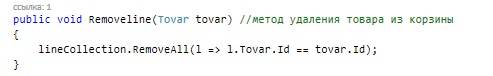 ссылка: 1
public void Removeline(Tovar tovar) //метод удаления товара из корзины
{
lineCollection.RemoveAll(l => l.Tovar.Id == tovar.Id);
}